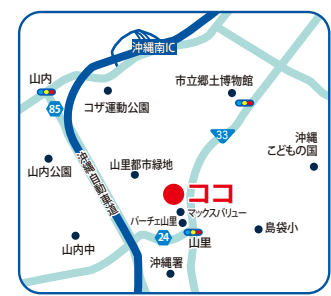 沖縄南IC
山内
市立郷土博物館
85
コザ運動公園
33
沖縄
こどもの国
山内公園
山里都市緑地
沖縄自動車道
ココ
マックスバリュー
バーチェ山里
島袋小
山内中
24
山里
沖縄署